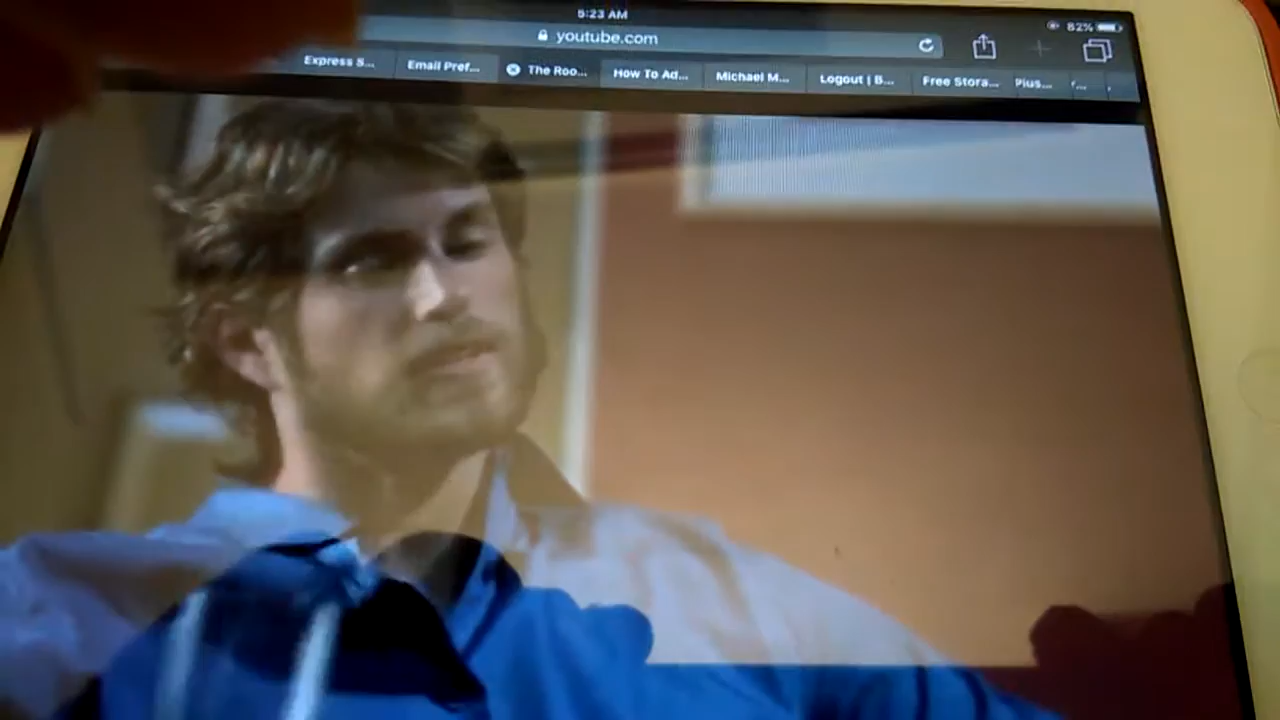 5:23 AM
82%
youtube.com
Express S...
Email Pref...
The Roo...
How To Ad...
Michael M...
Logout | B...
Free Stora...
Plus...